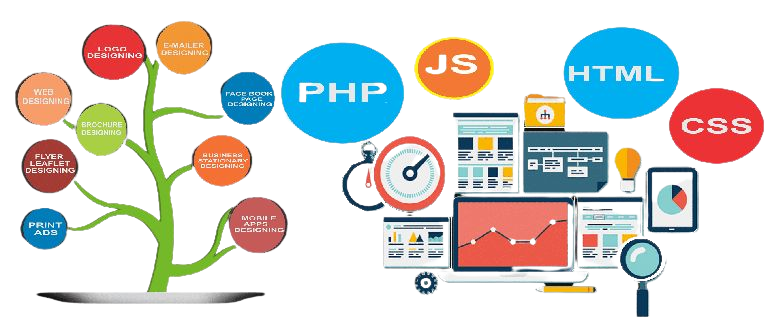 LOGO
DESIGNING
E-MAILER
DESIGNING
WEB
DESIGNING
FACE BOOK
PAGE
DESIGNING
BROCHURE
DESIGNING
FLYER
LEAFLET
DESIGNING
BUSINESS
STATIONARY
DESIGNING
PRINT
ADS
MOBILE
APPS
DESIGNING
PHP
JS
HTML
CSS